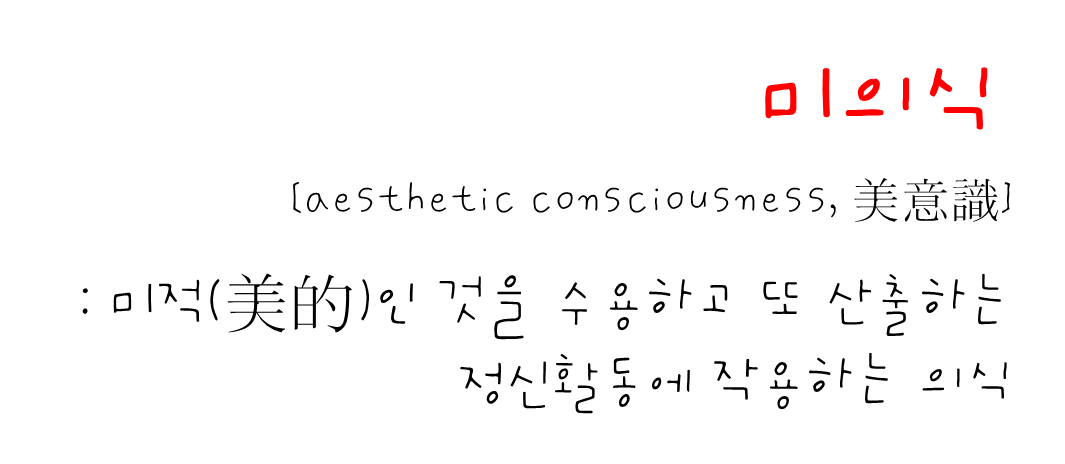 미의식
[aesthetic consciousness, 美意識]
: 미적(美的)인 것을 수용하고 또 산출하는
정신활동에 작용하는 의식